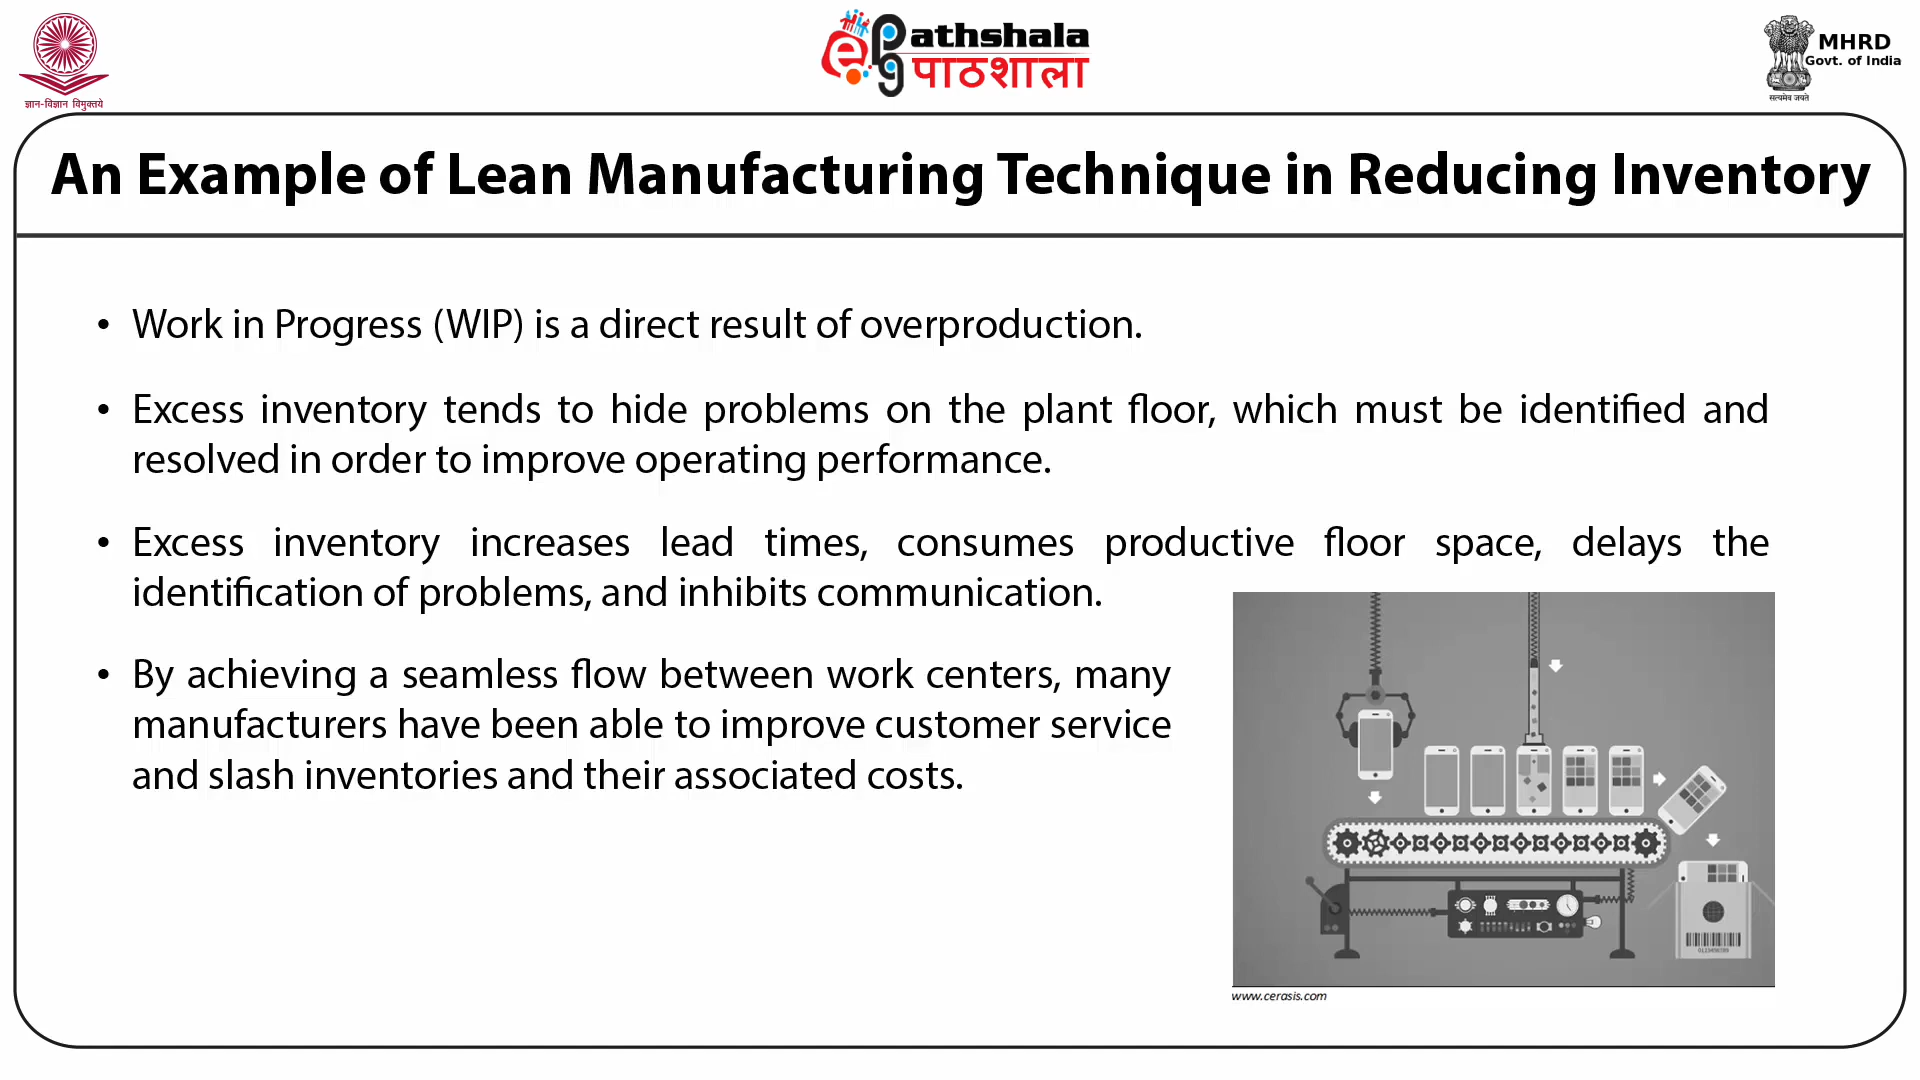 ज्ञान-विज्ञान विमुक्तये
ePathshala
पाठशाला
MHRD
Govt. of India
सत्यमेव जयते
An Example of Lean Manufacturing Technique in Reducing Inventory
• Work in Progress (WIP) is a direct result of overproduction.
• Excess inventory tends to hide problems on the plant floor, which must be identified and
resolved in order to improve operating performance.
• Excess inventory increases lead times, consumes productive floor space, delays the
identification of problems, and inhibits communication.
• By achieving a seamless flow between work centers, many
manufacturers have been able to improve customer service
and slash inventories and their associated costs.
www.cerasis.com